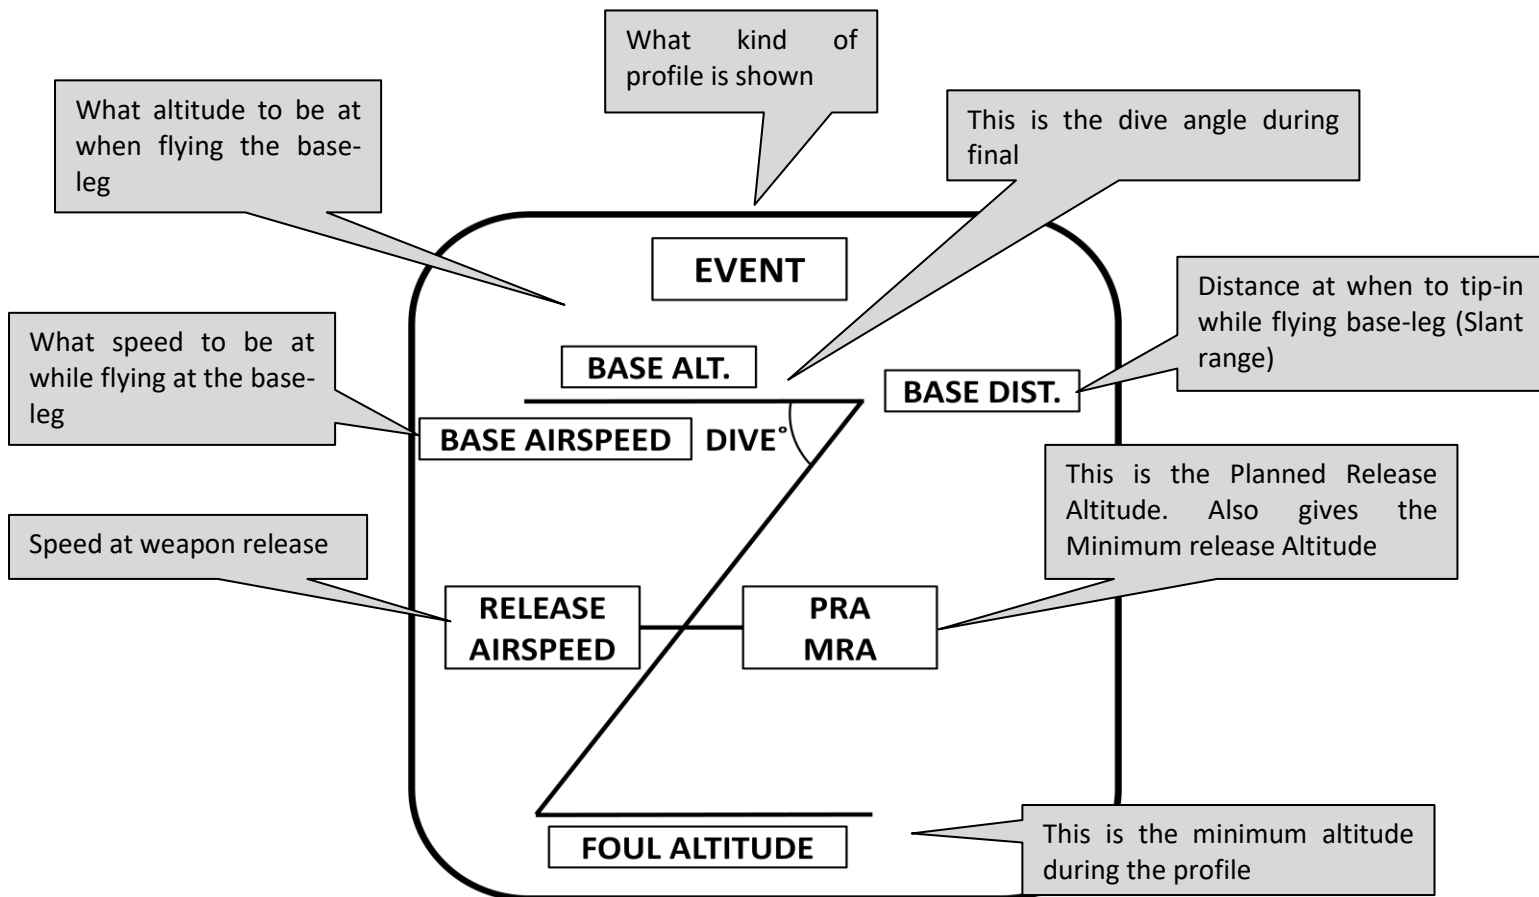 What kind of
profile is shown
What altitude to be at
when flying the base-
leg
This is the dive angle during
final
EVENT
Distance at when to tip-in
while flying base-leg (Slant
range)
What speed to be at
while flying at the base-
leg
BASE ALT.
BASE DIST.
BASE AIRSPEED
DIVE°
This is the Planned Release
Altitude. Also gives the
Minimum release Altitude
Speed at weapon release
RELEASE
AIRSPEED
PRA
MRA
FOUL ALTITUDE
This is the minimum altitude
during the profile